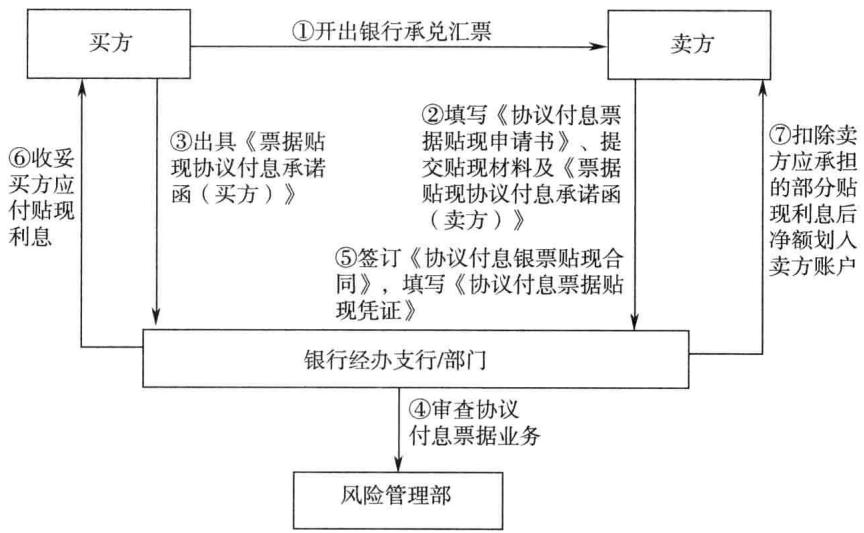 买方
①开出银行承兑汇票
卖方
②填写《协议付息票
据贴现申请书》、提
交贴现材料及《票据
贴现协议付息承诺函
（卖方）》
③出具《票据贴
现协议付息承诺
函（买方）》
⑥收妥
买方应
付贴现
利息
⑦扣除卖
方应承担
的部分贴
现利息后
净额划入
卖方账户
⑤签订《协议付息银票贴现合
同》，填写《协议付息票据贴
现凭证》
银行经办支行/部门
④审查协议
付息票据业务
风险管理部